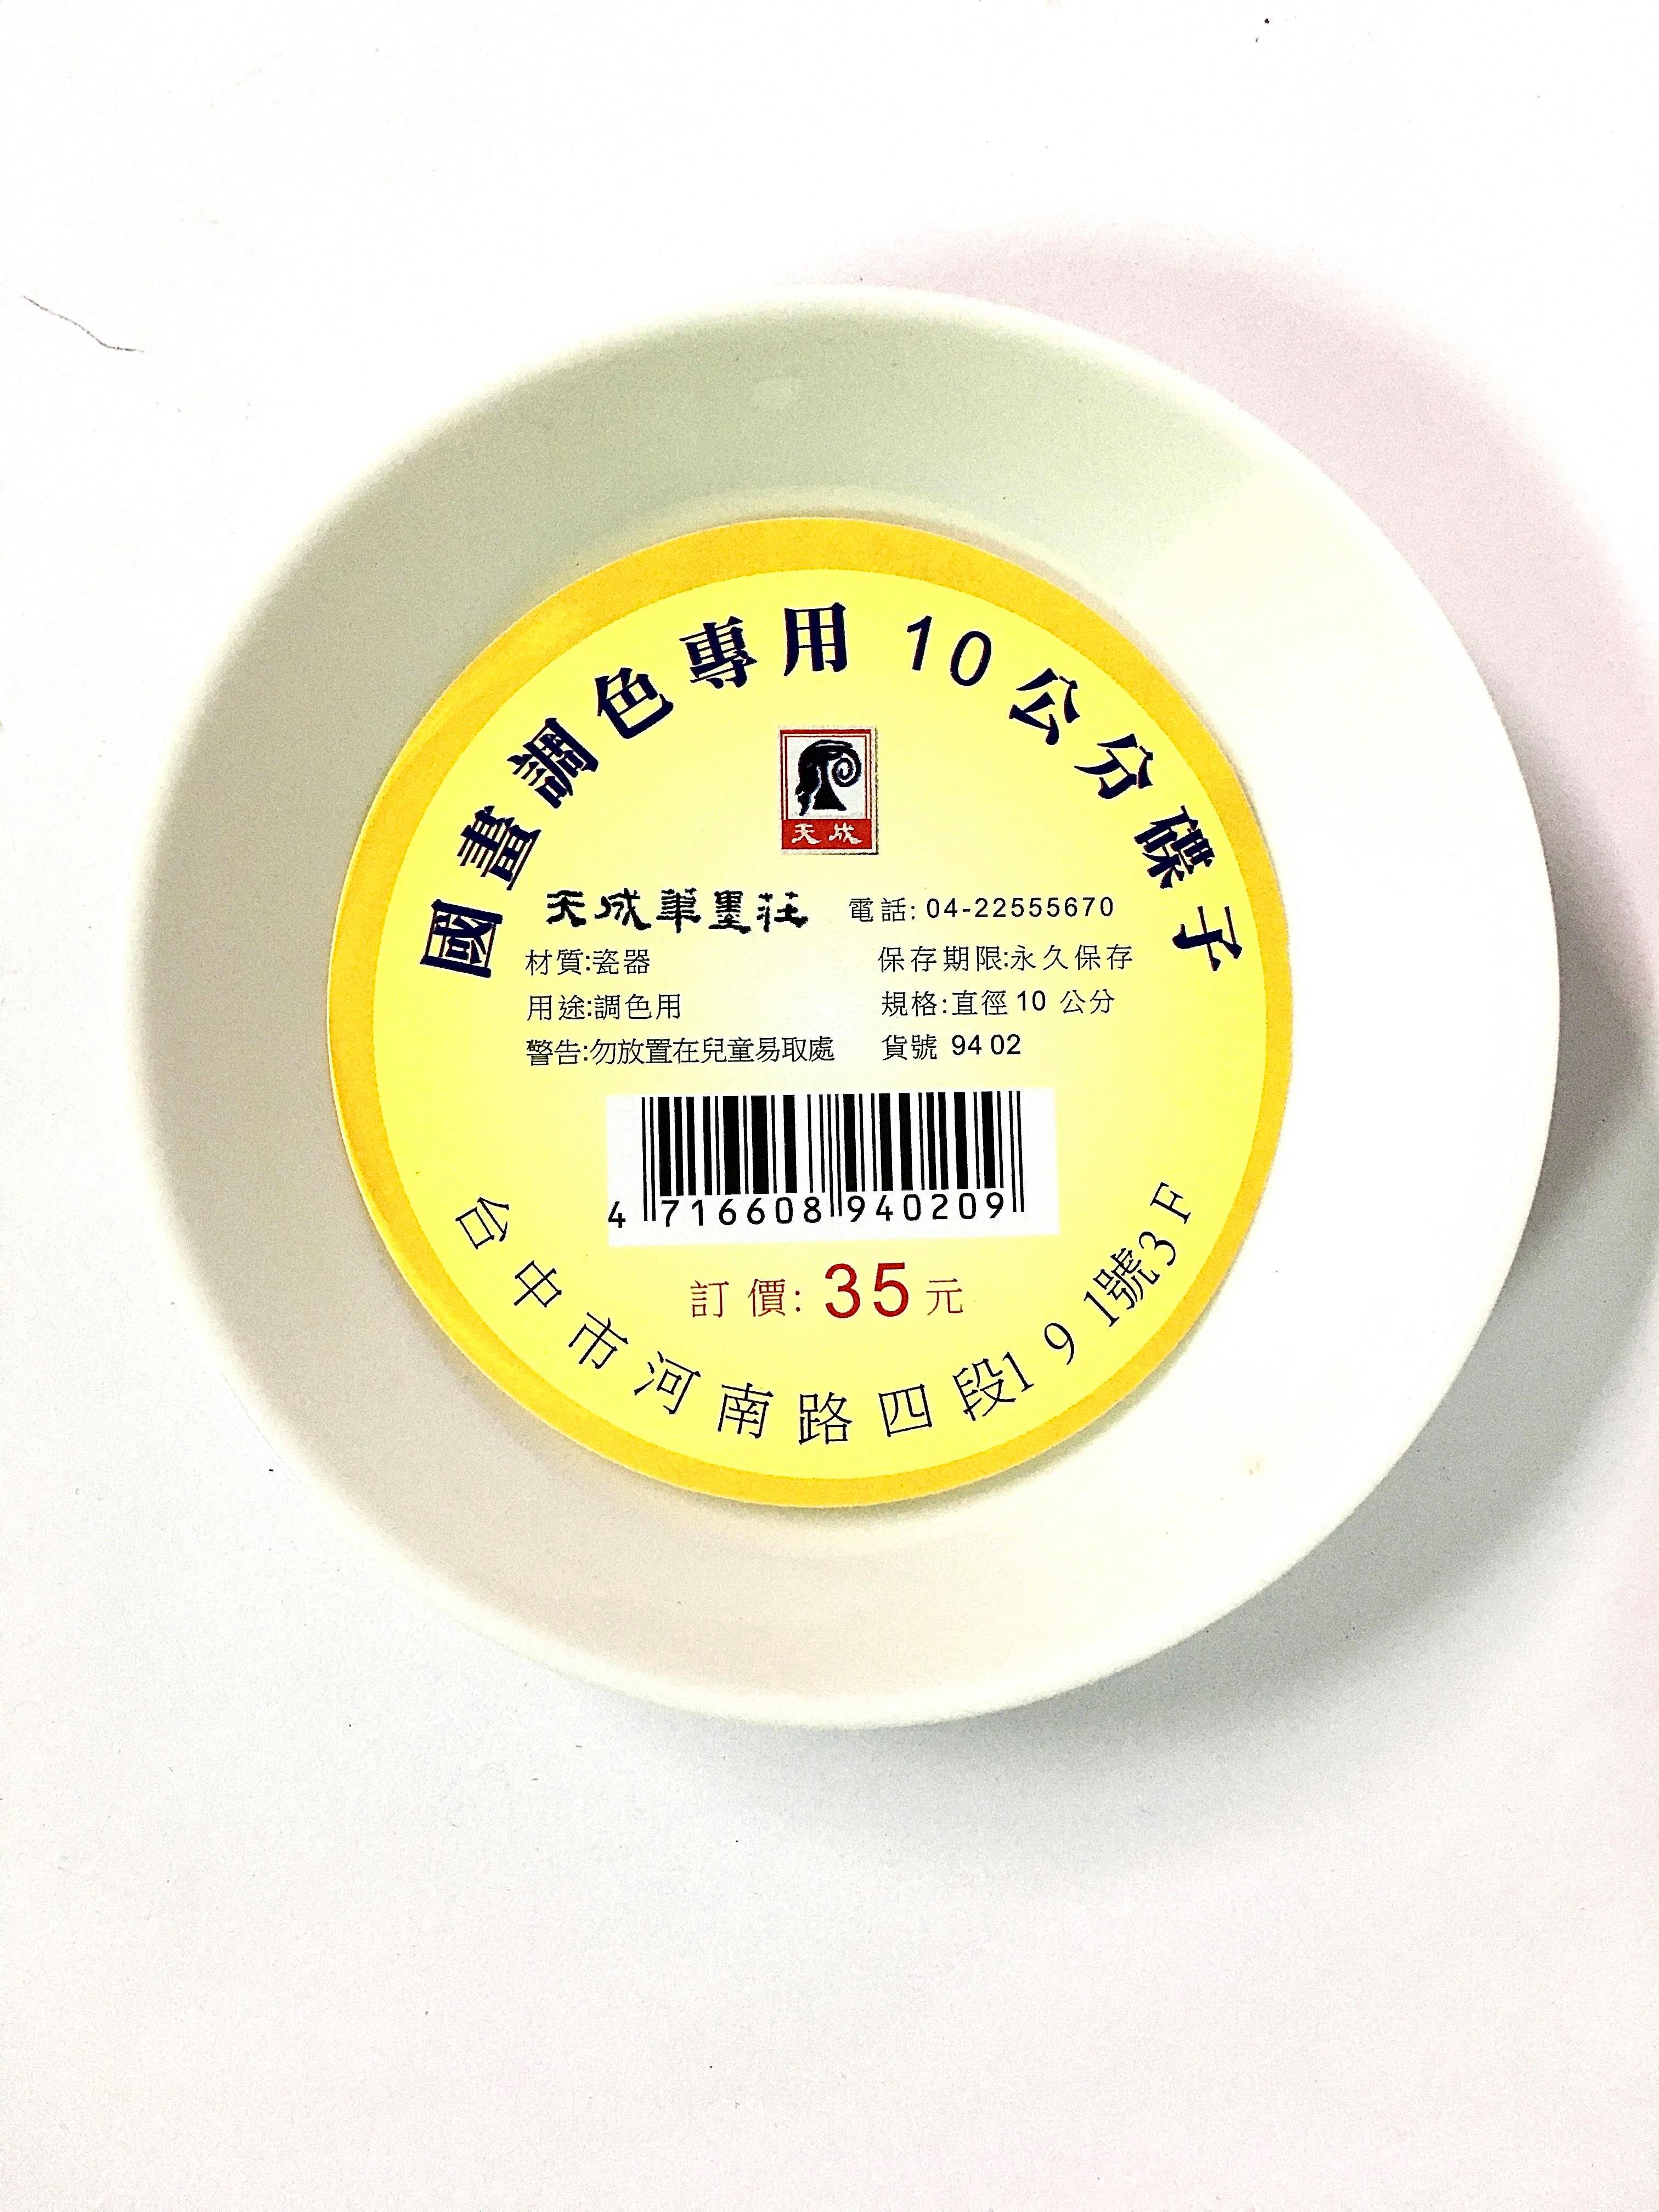 國畫調色專用10公分碟子
天成
天成筆墨莊 電話: 04-22555670
材質:瓷器 保存期限:永久保存
用途:調色用 規格:直徑 10 公分
警告:勿放置在兒童易取處 貨號 94 02
4 716608 940209
訂價: 35元
台中市河南路四段191號3F